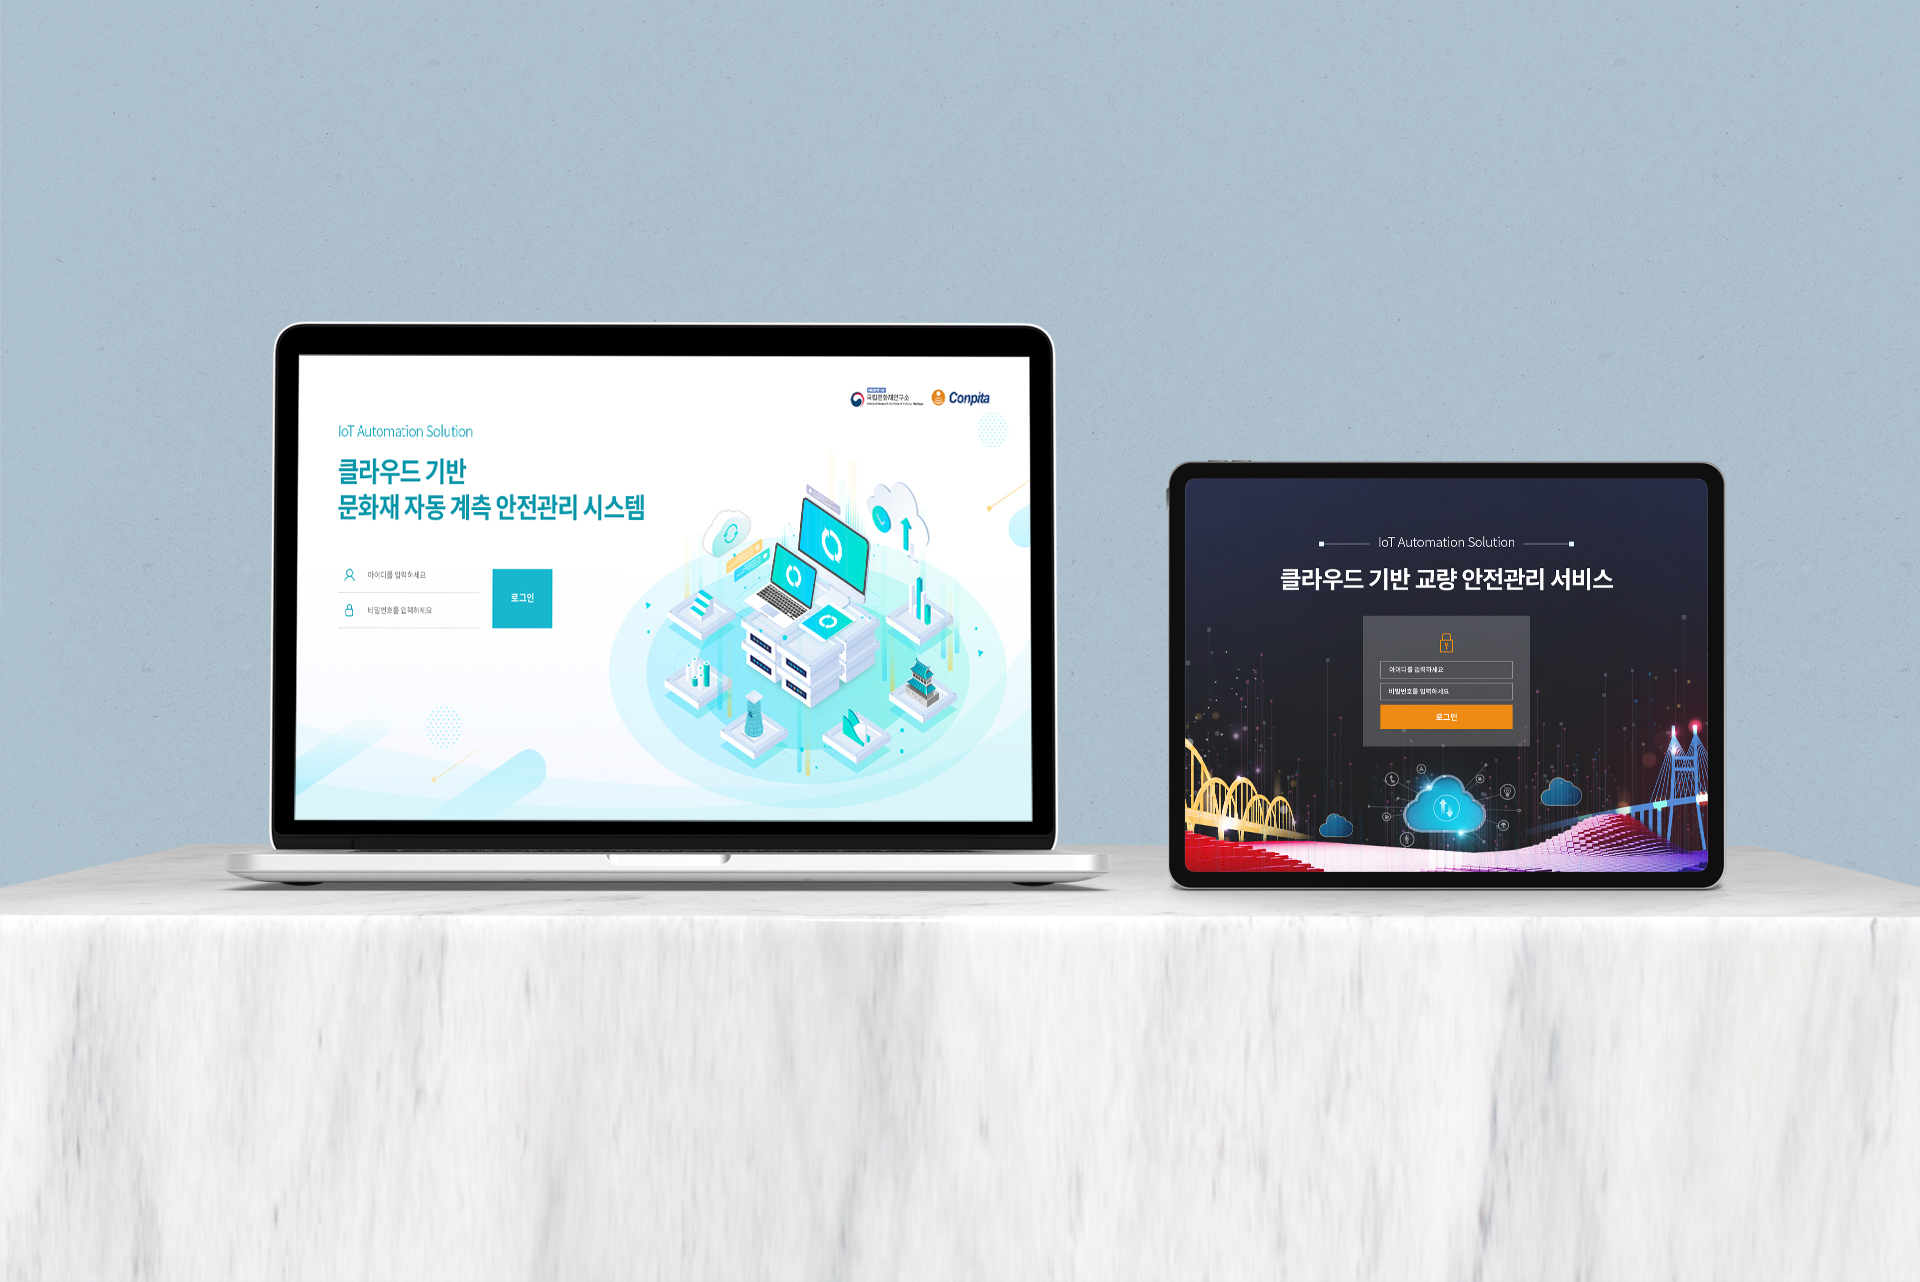 국립문화재연구소
Conpita
IoT Automation Solution
클라우드 기반
문화재 자동 계측 안전관리 시스템
아이디를 입력하세요
비밀번호를 입력하세요
로그인
IoT Automation Solution
클라우드 기반 교량 안전관리 서비스
아이디를 입력하세요
비밀번호를 입력하세요
로그인